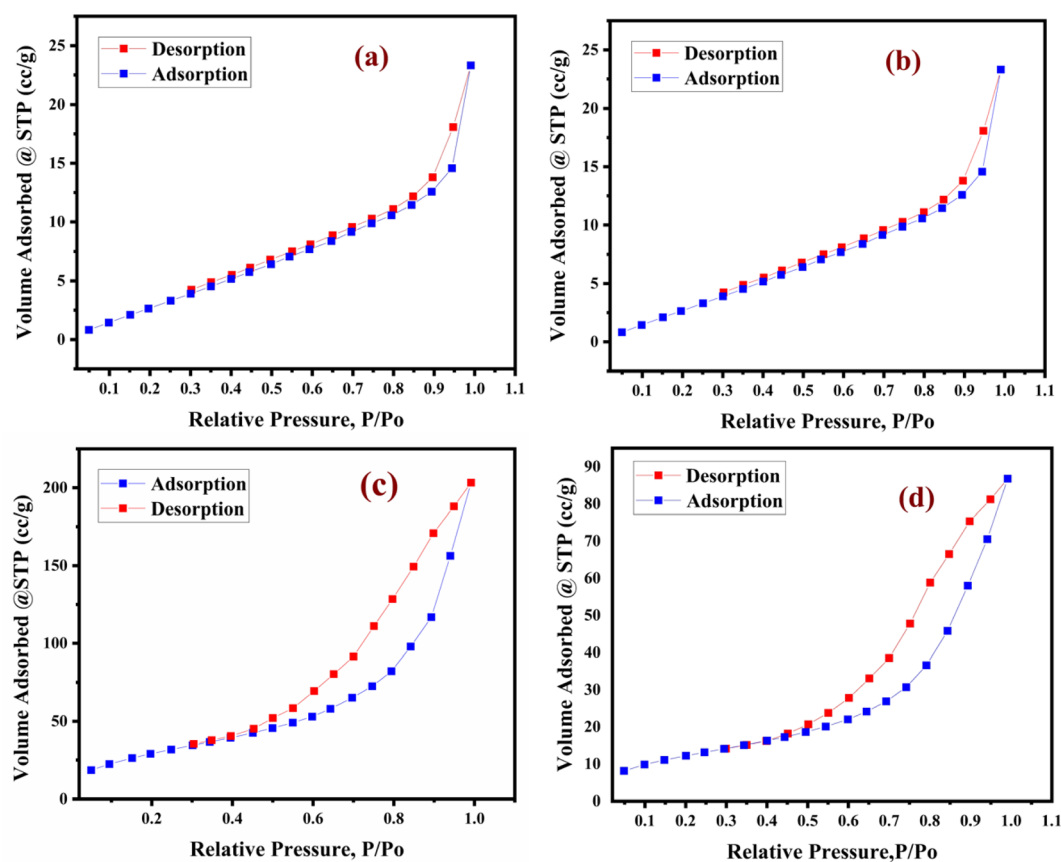 Volume Adsorbed @ STP (cc/g)
25
20
15
10
5
0
Desorption
Adsorption
(a)
0.1 0.2 0.3 0.4 0.5 0.6 0.7 0.8 0.9 1.0 1.1
Relative Pressure, P/Po
Volume Adsorbed @ STP (cc/g)
25
20
15
10
5
0
Desorption
Adsorption
(b)
0.1 0.2 0.3 0.4 0.5 0.6 0.7 0.8 0.9 1.0 1.1
Relative Pressure, P/Po
Volume Adsorbed @STP (cc/g)
200
150
100
50
0
Adsorption
Desorption
(c)
0.2 0.4 0.6 0.8 1.0
Relative Pressure, P/Po
Volume Adsorbed @ STP (cc/g)
90
80
70
60
50
40
30
20
10
0
Desorption
Adsorption
(d)
0.1 0.2 0.3 0.4 0.5 0.6 0.7 0.8 0.9 1.0 1.1
Relative Pressure,P/Po